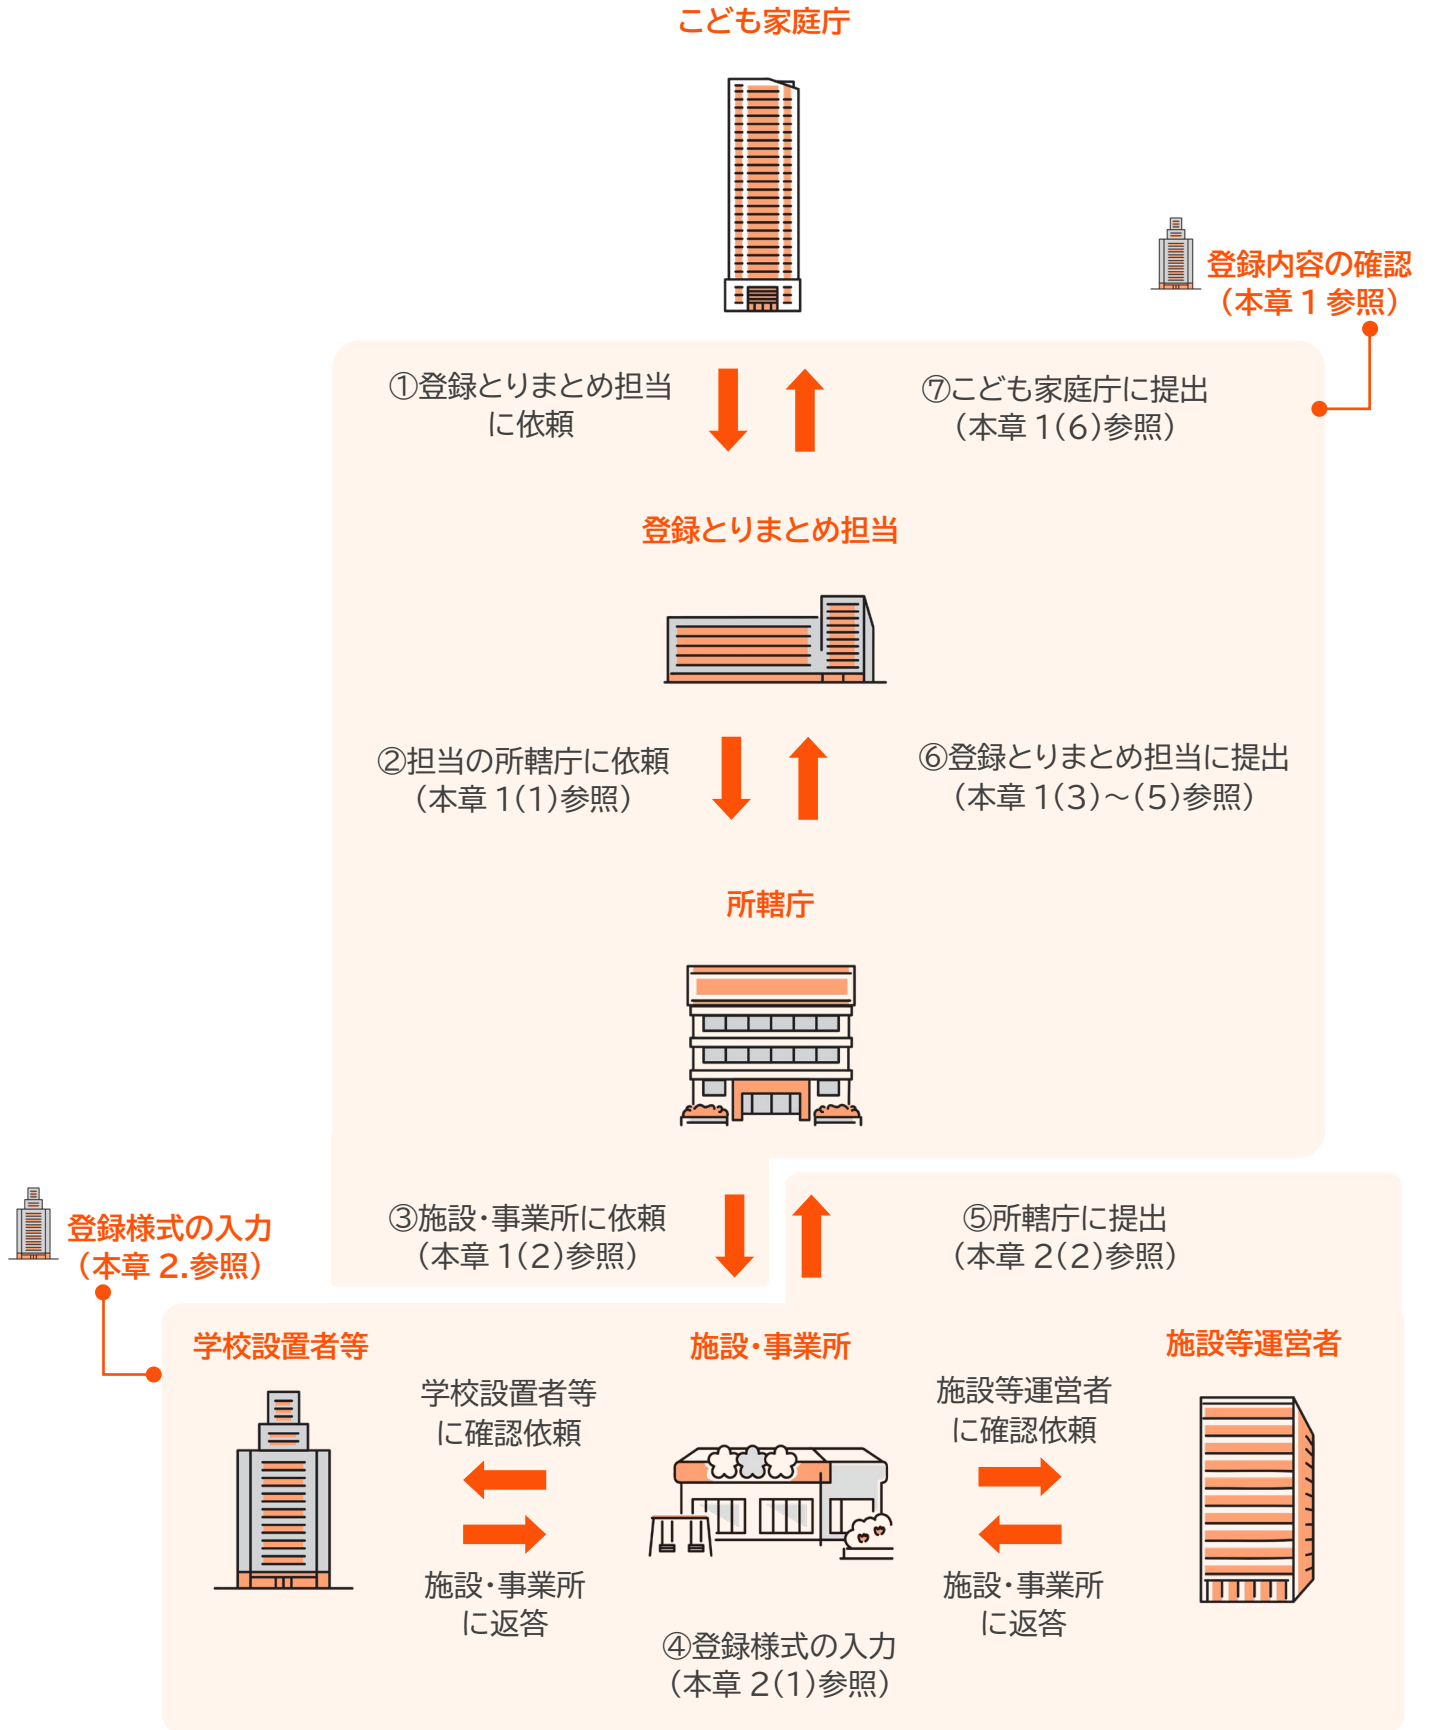 こども家庭庁
登録内容の確認
（本章 1 参照）
①登録とりまとめ担当
に依頼
⑦こども家庭庁に提出
（本章 1（6）参照）
登録とりまとめ担当
②担当の所轄庁に依頼
（本章 1（1）参照）
⑥登録とりまとめ担当に提出
（本章 1（3）～（5）参照）
所轄庁
登録様式の入力
（本章 2.参照）
③施設・事業所に依頼
（本章 1（2）参照）
⑤所轄庁に提出
（本章 2（2）参照）
学校設置者等
施設・事業所
施設等運営者
学校設置者等
に確認依頼
施設等運営者
に確認依頼
施設・事業所
に返答
施設・事業所
に返答
④登録様式の入力
（本章 2（1）参照）